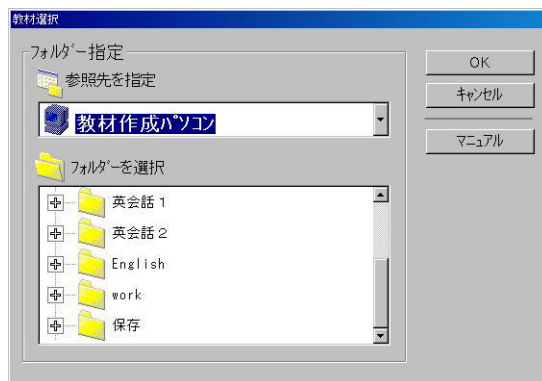 教材選択
フォルダー指定
参照先を指定
教材作成パソコン
フォルダーを選択
英会話１
英会話２
English
work
保存
OK
キャンセル
マニュアル